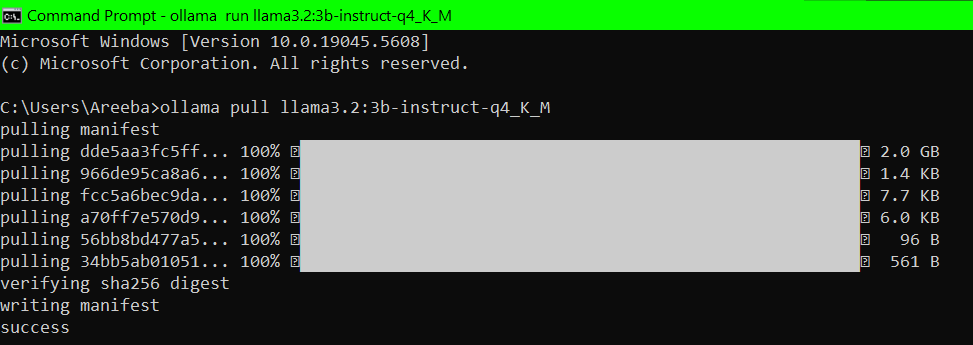 Command Prompt - ollama  run llama3.2:3b-instruct-q4_K_M
Microsoft Windows [Version 10.0.19045.5608]
(c) Microsoft Corporation. All rights reserved.
C:\Users\Areeba>ollama pull llama3.2:3b-instruct-q4_K_M
pulling manifest
pulling dde5aa3fc5ff... 100% 2.0 GB
pulling 966de95ca8a6... 100% 1.4 KB
pulling fcc5a6bec9da... 100% 7.7 KB
pulling a70ff7e570d9... 100% 6.0 KB
pulling 56bb8bd477a5... 100% 96 B
pulling 34bb5ab01051... 100% 561 B
verifying sha256 digest
writing manifest
success